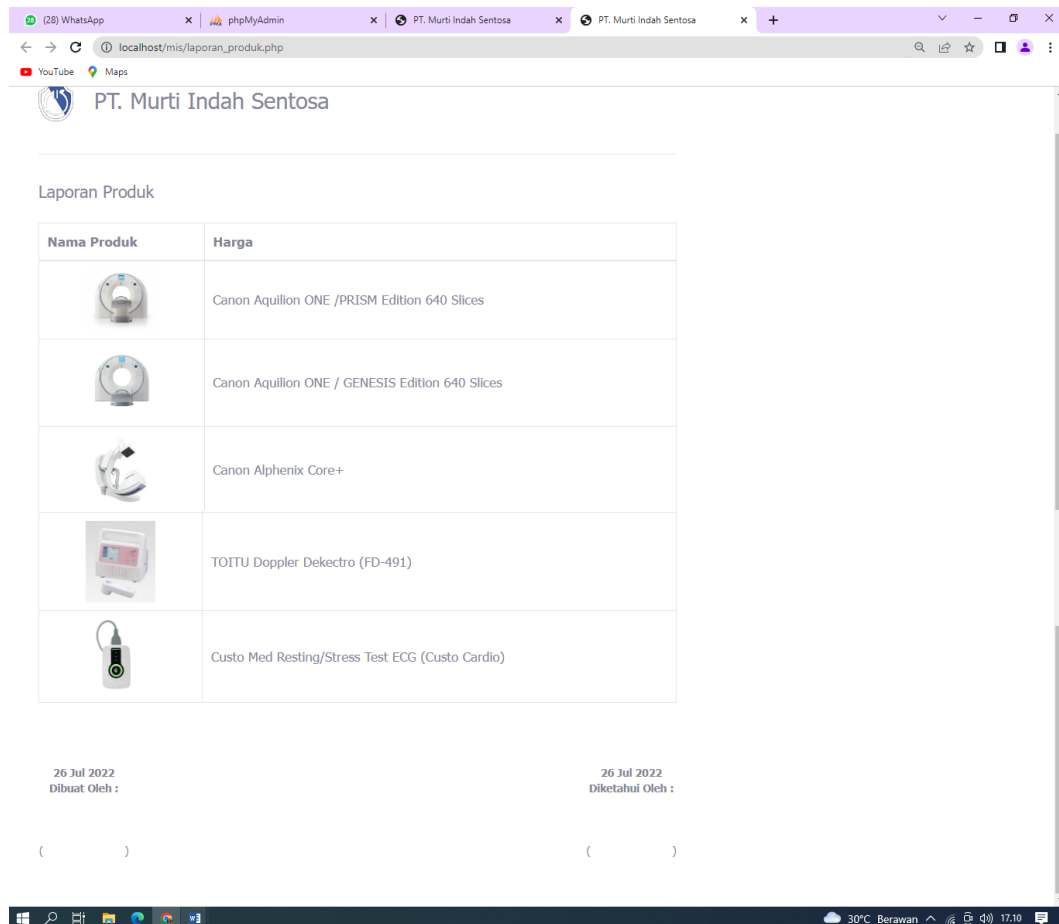 (28) WhatsApp
phpMyAdmin
PT. Murti Indah Sentosa
PT. Murti Indah Sentosa
localhost/mis/laporan_produk.php
YouTube
Maps
PT. Murti Indah Sentosa
Laporan Produk
Nama Produk Harga
Canon Aquilion ONE /PRISM Edition 640 Slices
Canon Aquilion ONE / GENESIS Edition 640 Slices
Canon Alphenix Core+
TOITU Doppler Dekectro (FD-491)
Custo Med Resting/Stress Test ECG (Custo Cardio)
26 Jul 2022 26 Jul 2022
Dibuat Oleh : Diketahui Oleh :
( ) ( )
30°C Berawan 17.10